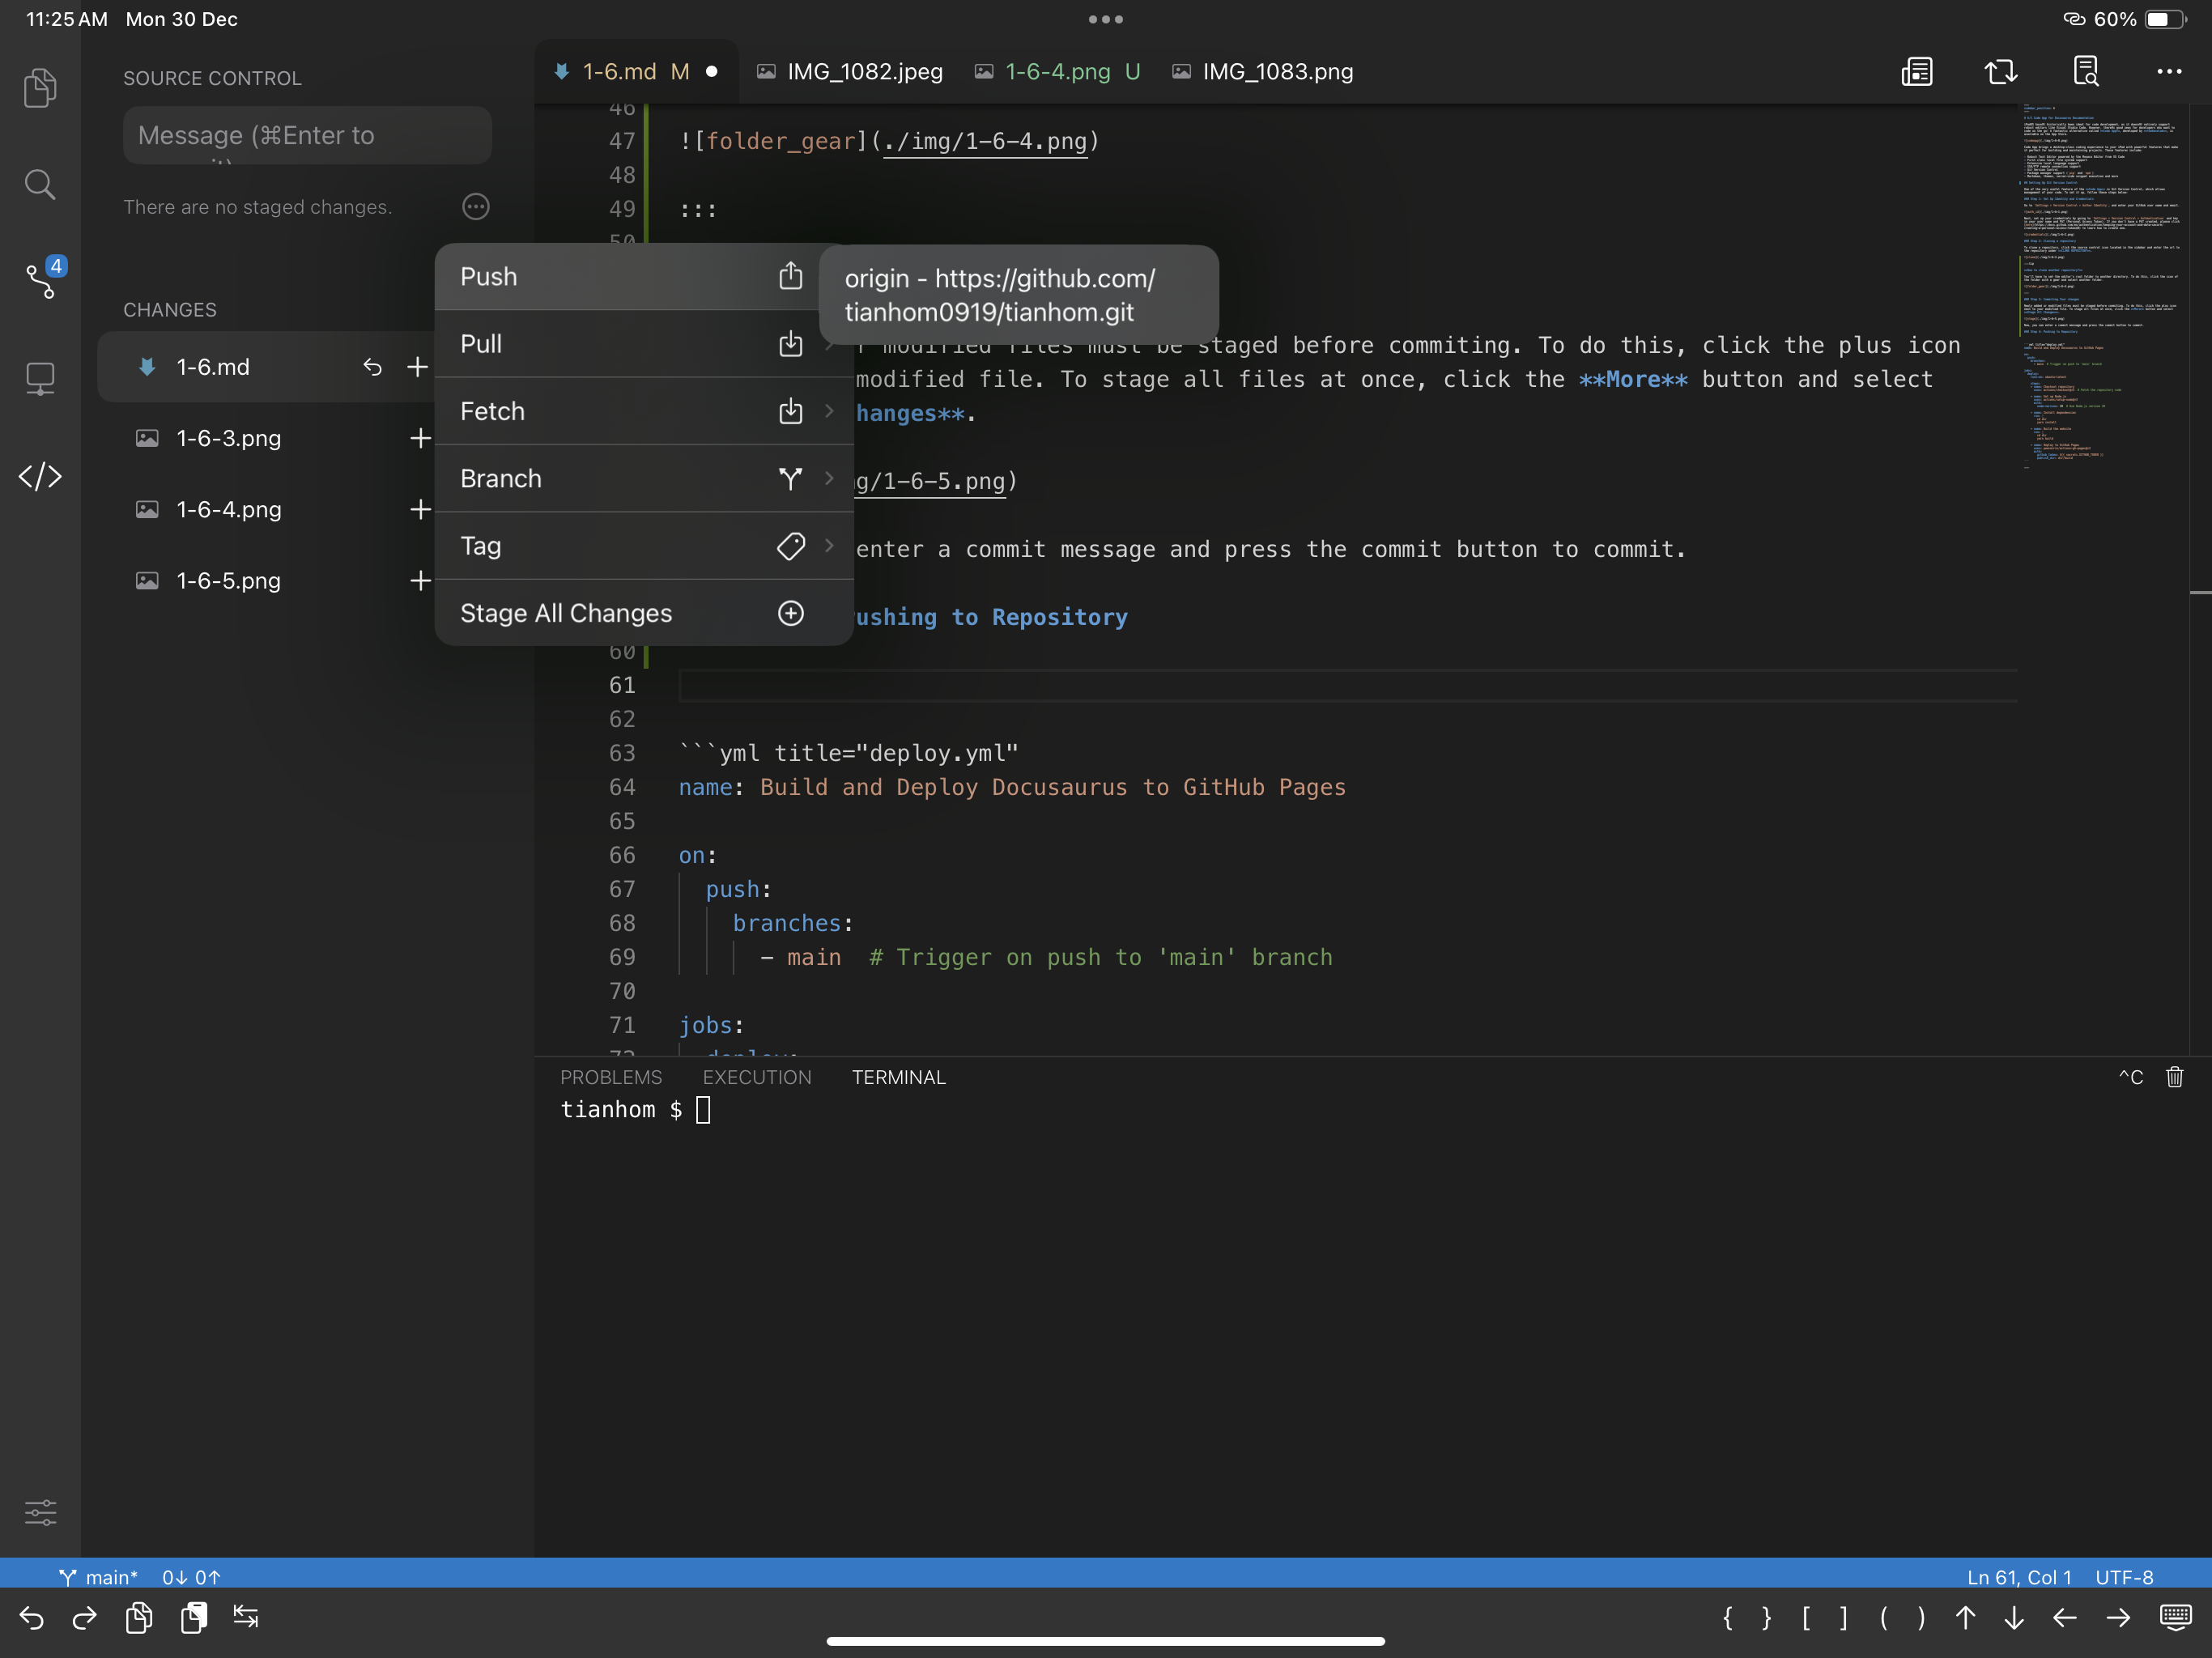 11:25 AM Mon 30 Dec
60%
SOURCE CONTROL
Message (⌘Enter to
There are no staged changes.
4
CHANGES
1-6.md
1-6-3.png
1-6-4.png
1-6-5.png
Push
Pull
Fetch
Branch
Tag
Stage All Changes
origin - https://github.com/
tianhom0919/tianhom.git
1-6.md M
IMG_1082.jpeg
1-6-4.png U
IMG_1083.png
46
47 ![folder_gear](./img/1-6-4.png)
48
49 :::
50
modified files must be staged before commiting. To do this, click the plus icon
modified file. To stage all files at once, click the **More** button and select
hanges**.
g/1-6-5.png)
enter a commit message and press the commit button to commit.
ushing to Repository
60
61
62
63 ```yml title="deploy.yml"
64 name: Build and Deploy Docusaurus to GitHub Pages
65
66 on:
67 push:
68 branches:
69 - main # Trigger on push to 'main' branch
70
71 jobs:
72 deploy:
PROBLEMS EXECUTION TERMINAL
^C
tianhom $
main* 0↓ 0↑
Ln 61, Col 1 UTF-8
{ } [ ] ( ) ↑ ↓ ← →